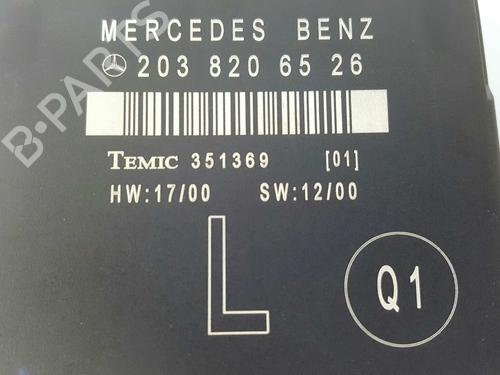 MERCEDES BENZ
203 820 65 26
TEMIC 351369 [01]
HW:17/00 SW:12/00
L
Q1
B-PARTS